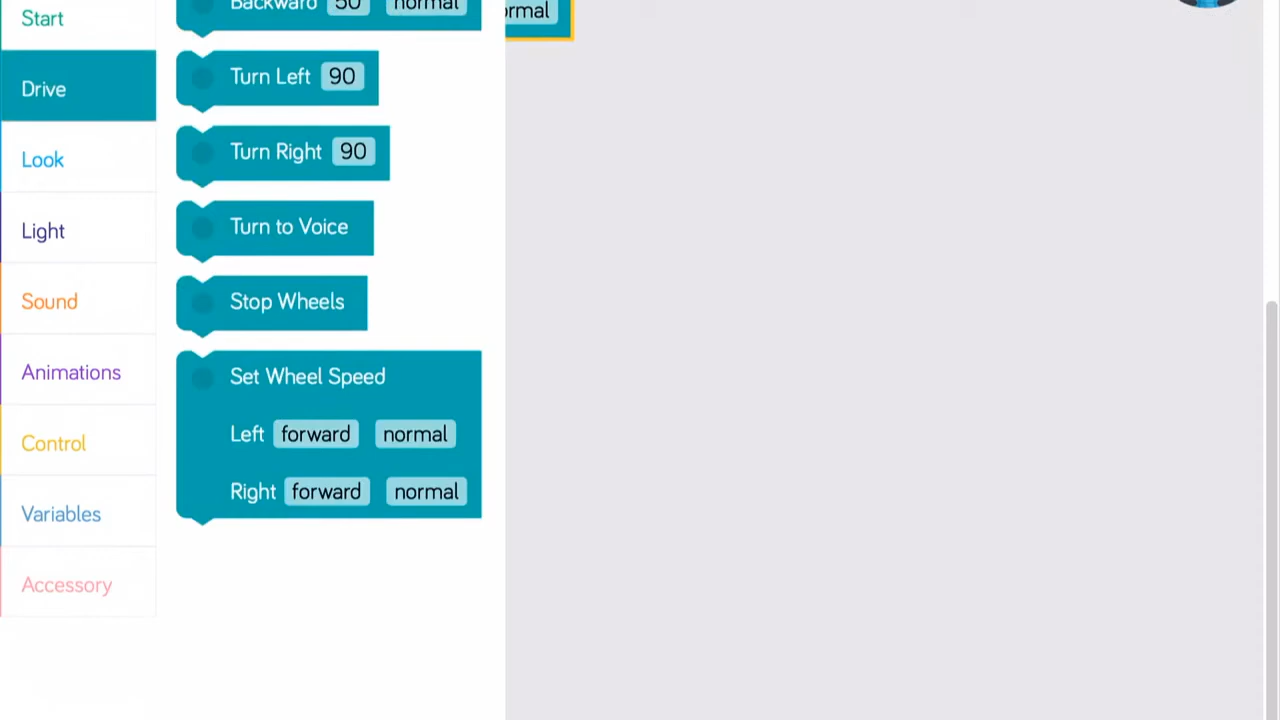 Start
Drive
Look
Light
Sound
Animations
Control
Variables
Accessory
Backward 50 normal
Turn Left 90
Turn Right 90
Turn to Voice
Stop Wheels
Set Wheel Speed
Left forward normal
Right forward normal
ormal